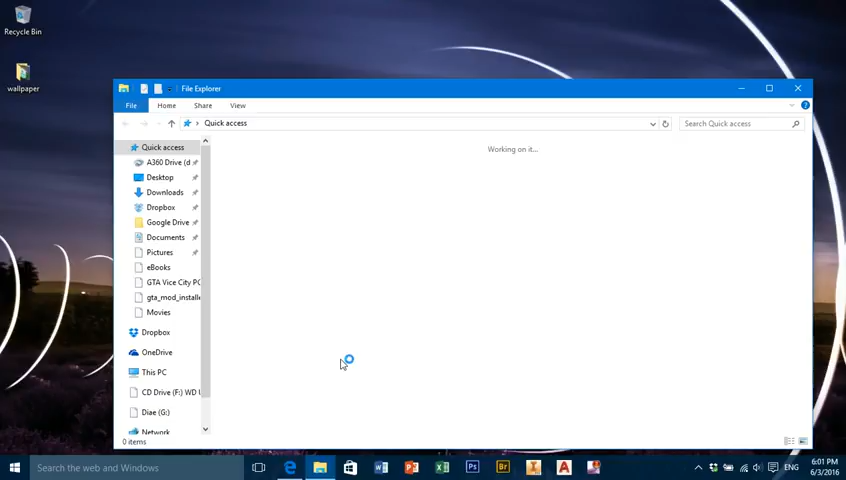 Recycle Bin
wallpaper
File Explorer
File
Home
Share
View
Quick access
Search Quick access
Working on it...
Quick access
A360 Drive (d
Desktop
Downloads
Dropbox
Google Drive
Documents
Pictures
eBooks
GTA Vice City PC
gta_mod_installe
Movies
Dropbox
OneDrive
This PC
CD Drive (F:) WD
Diae (G:)
Network
0 items
Search the web and Windows
ENG
6:01 PM
6/3/2016